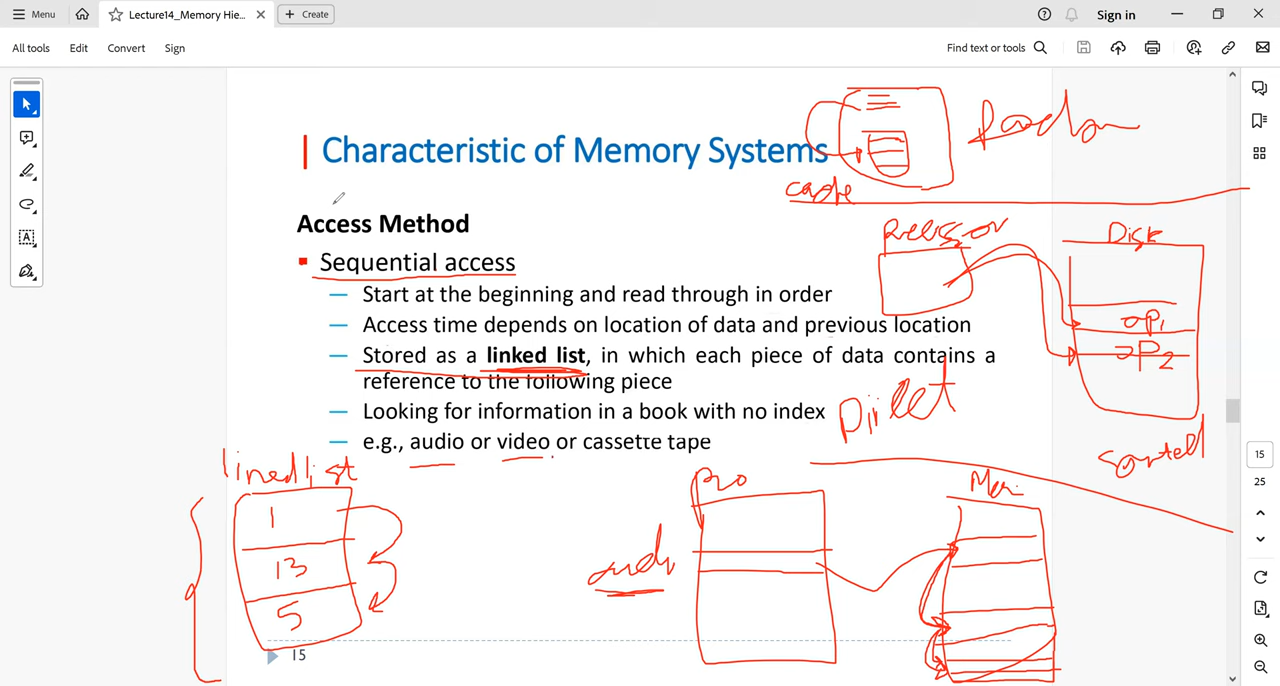 Menu
Lecture14_Memory Hie...
Create
Sign in
All tools
Edit
Convert
Sign
Find text or tools
Characteristic of Memory Systems
cache
Access Method
Disk
Sequential access
Start at the beginning and read through in order
OP1
Access time depends on location of data and previous location
OP2
Stored as a linked list, in which each piece of data contains a
reference to the following piece
Looking for information in a book with no index
e.g., audio or video or cassette tape
15
25
Pro
1
13
5
15